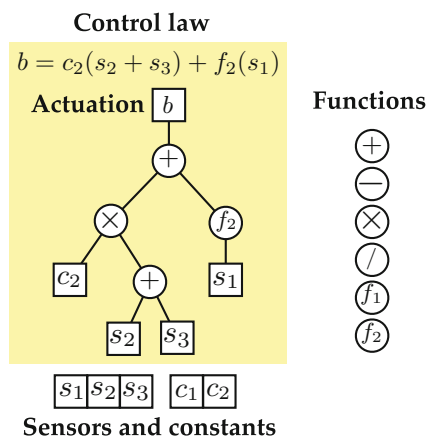 Control law
b = c₂(s₂ + s₃) + f₂(s₁)
Actuation b
Functions
+
+
−
×
f₂
×
c₂
+
s₁
/
s₂
s₃
f₁
f₂
s₁ s₂ s₃ c₁ c₂
Sensors and constants